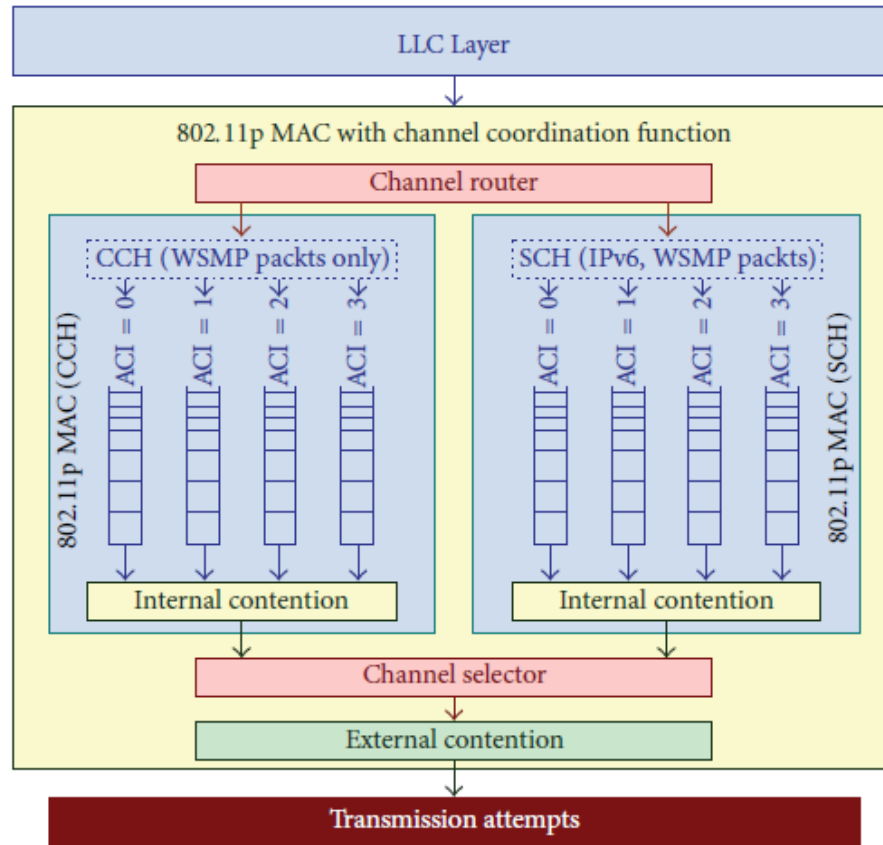 LLC Layer
802.11p MAC with channel coordination function
Channel router
CCH (WSMP packts only)
ACI = 0
ACI = 1
ACI = 2
ACI = 3
802.11p MAC (CCH)
Internal contention
SCH (IPv6, WSMP packts)
ACI = 0
ACI = 1
ACI = 2
ACI = 3
802.11p MAC (SCH)
Internal contention
Channel selector
External contention
Transmission attempts